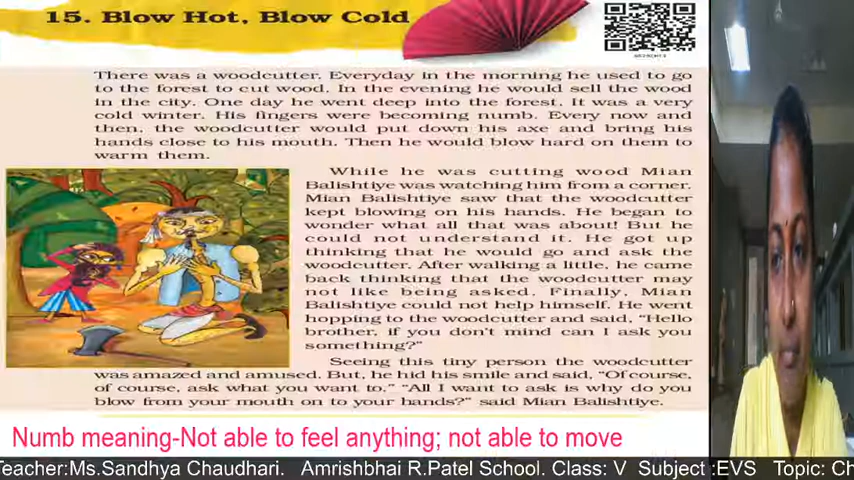 15. Blow Hot, Blow Cold
There was a woodcutter. Everyday in the morning he used to go
to the forest to cut wood. In the evening he would sell the wood
in the city. One day he went deep into the forest. It was a very
cold winter. His fingers were becoming numb. Every now and
then, the woodcutter would put down his axe and bring his
hands close to his mouth. Then he would blow hard on them to
warm them.
While he was cutting wood Mian
Balishtiye was watching him from a corner.
Mian Balishtiye saw that the woodcutter
kept blowing on his hands. He began to
wonder what all that was about! But he
could not understand it. He got up
thinking that he would go and ask the
woodcutter. After walking a little, he came
back thinking that the woodcutter may
not like being asked. Finally, Mian
Balishtiye could not help himself. He went
hopping to the woodcutter and said, "Hello
brother, if you don't mind can I ask you
something?"
Seeing this tiny person the woodcutter
was amazed and amused. But, he hid his smile and said, "Of course,
of course, ask what you want to," "All I want to ask is why do you
blow from your mouth on to your hands?" said Mian Balishtiye.
Numb meaning-Not able to feel anything; not able to move
Teacher:Ms.Sandhya Chaudhari. Amrishbhai R.Patel School. Class: V Subject :EVS Topic: Ch